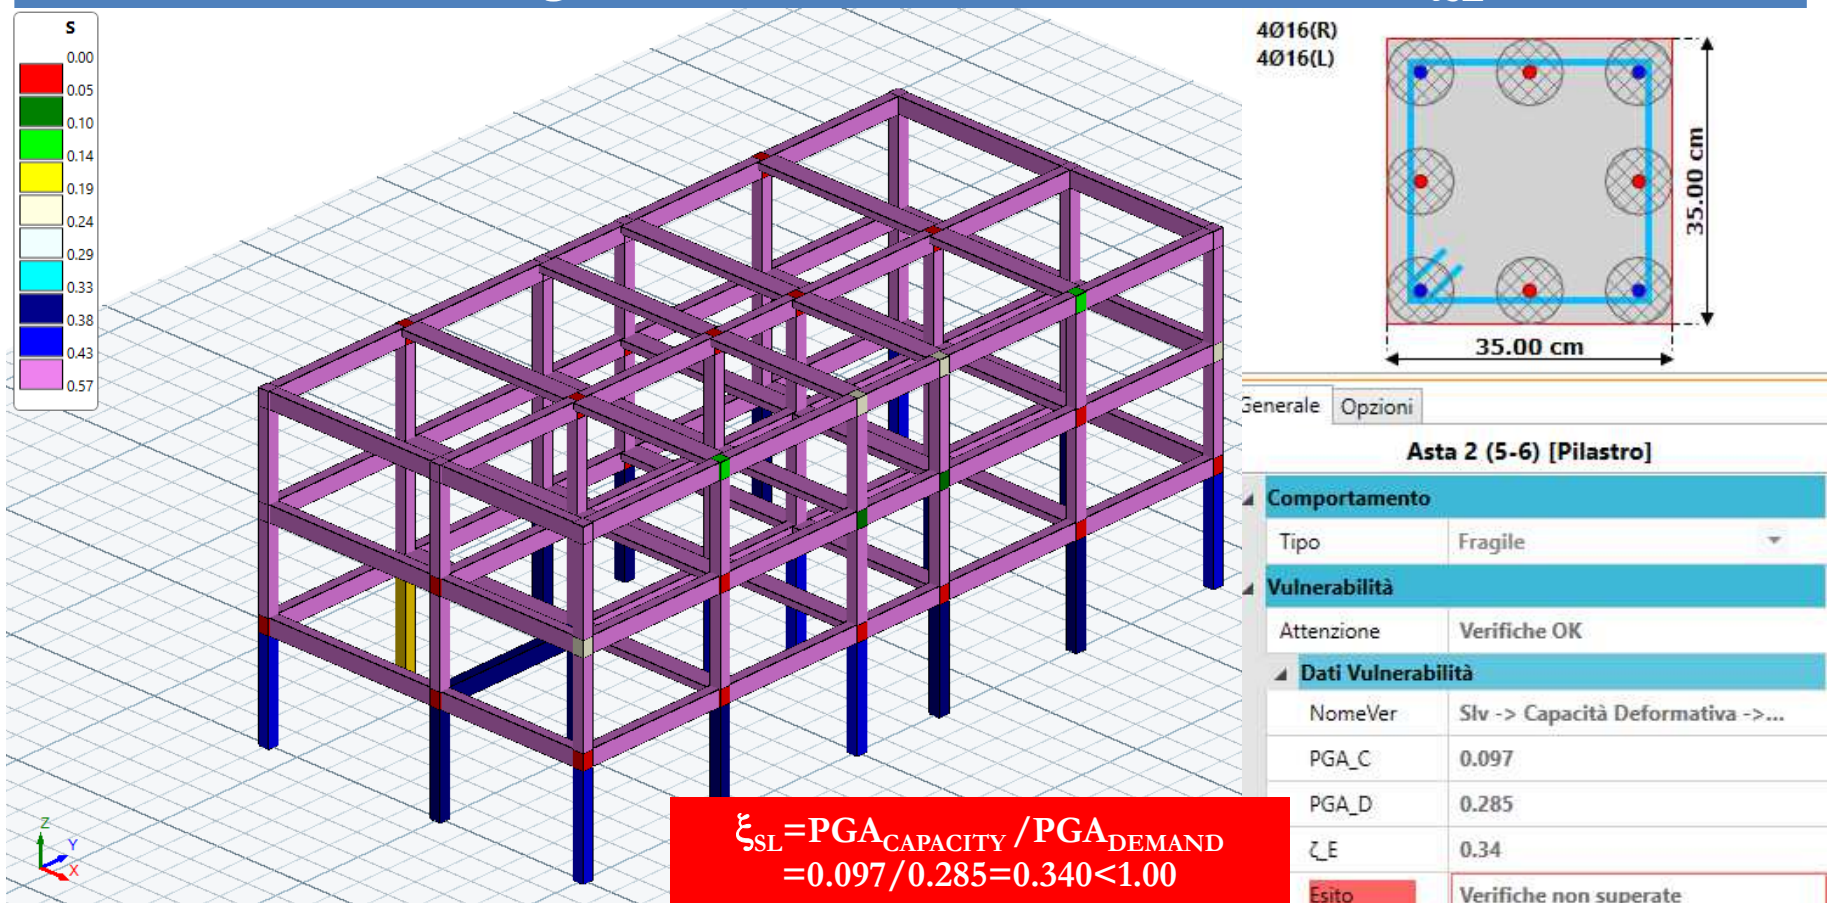 S
0.00
0.05
0.10
0.14
0.19
0.24
0.29
0.33
0.38
0.43
0.57
Z
Y
X
4Ø16(R)
4Ø16(L)
35.00 cm
35.00 cm
Generale Opzioni
Asta 2 (5-6) [Pilastro]
Comportamento
Tipo Fragile
Vulnerabilità
Attenzione Verifiche OK
Dati Vulnerabilità
NomeVer Slv -> Capacità Deformativa ->...
PGA_C 0.097
PGA_D 0.285
ζ_E 0.34
Esito Verifiche non superate
ξSL=PGACAPACITY /PGADEMAND
=0.097/0.285=0.340<1.00